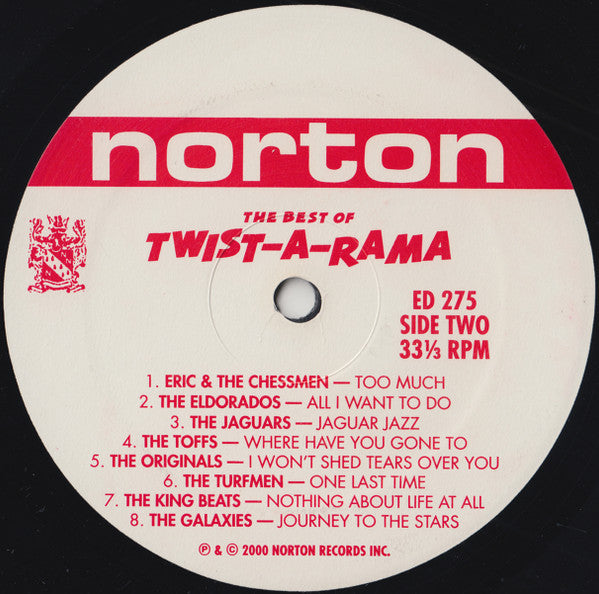 norton
THE BEST OF
TWIST-A-RAMA
ED 275
SIDE TWO
33⅓ RPM
1. ERIC & THE CHESSMEN — TOO MUCH
2. THE ELDORADOS — ALL I WANT TO DO
3. THE JAGUARS — JAGUAR JAZZ
4. THE TOFFS — WHERE HAVE YOU GONE TO
5. THE ORIGINALS — I WON'T SHED TEARS OVER YOU
6. THE TURFMEN — ONE LAST TIME
7. THE KING BEATS — NOTHING ABOUT LIFE AT ALL
8. THE GALAXIES — JOURNEY TO THE STARS
℗ & © 2000 NORTON RECORDS INC.